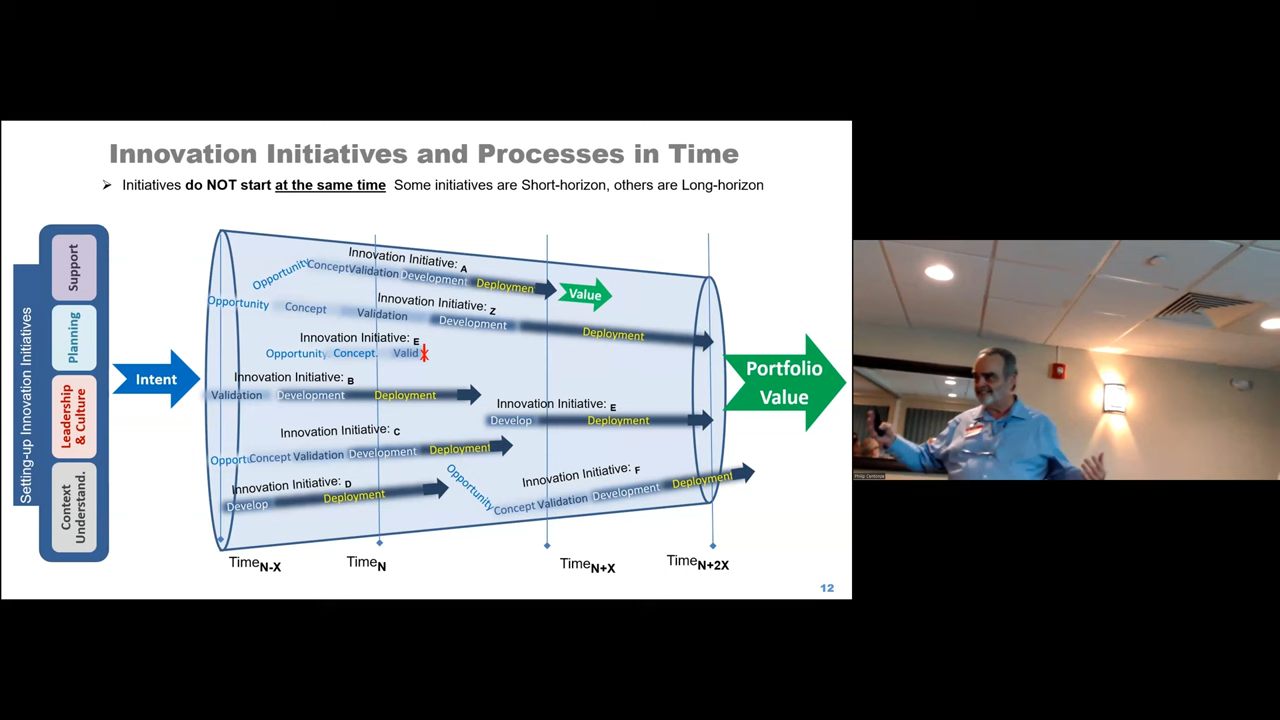 Innovation Initiatives and Processes in Time
➢ Initiatives do NOT start at the same time Some initiatives are Short-horizon, others are Long-horizon
Setting-up Innovation Initiatives
Support
Planning
Leadership
& Culture
Context
Understand.
Intent
Innovation Initiative: A
Opportunity Concept Validation Development Deploymen
Value
Innovation Initiative: Z
Opportunity Concept Validation Development Deployment
Innovation Initiative: E
Opportunity Concept. Valid
Innovation Initiative: B
Validation Development Deployment
Innovation Initiative: E
Develop Deployment
Innovation Initiative: C
Opportu Concept Validation Development Deployment
Innovation Initiative: D
Develop Deployment
Innovation Initiative: F
Opportunity Concept Validation Development Deployment
Portfolio
Value
TimeN-X
TimeN
TimeN+X
TimeN+2X
12